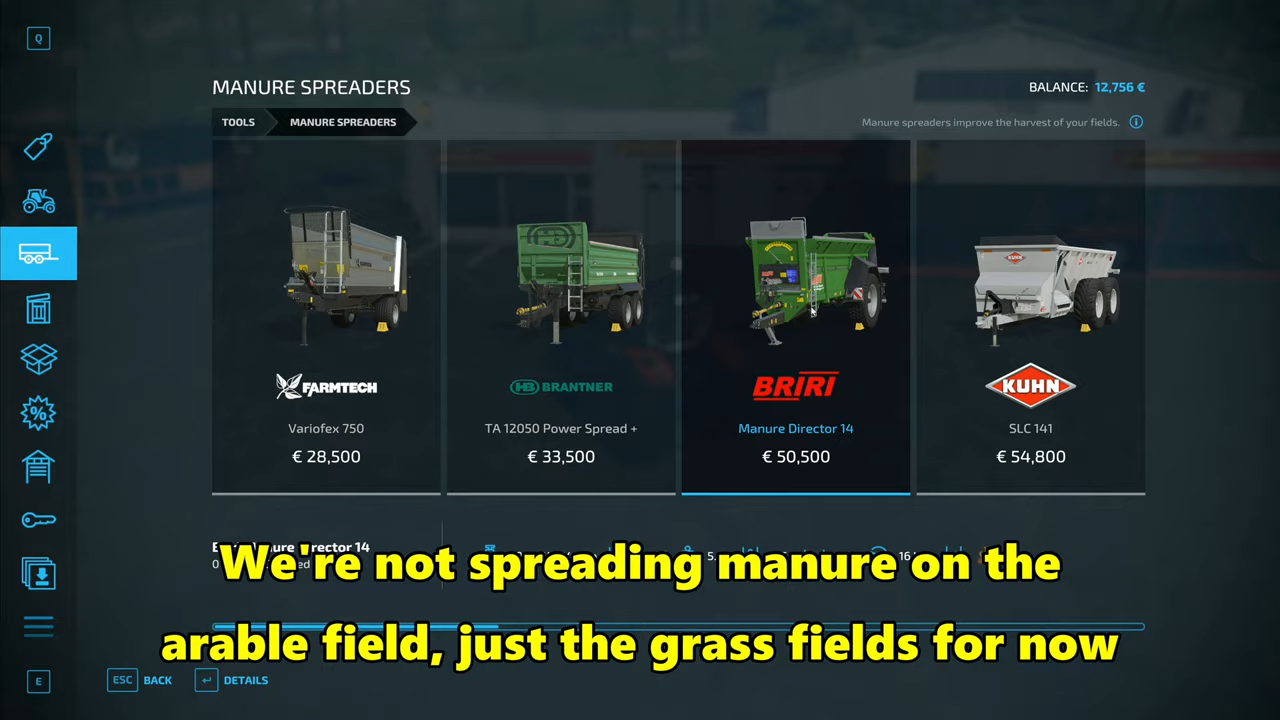 Q
MANURE SPREADERS
BALANCE: 12,756 €
TOOLS
MANURE SPREADERS
Manure spreaders improve the harvest of your fields.
FARMTECH
HB BRANTNER
BRIRI
KUHN
Variofex 750
TA 12050 Power Spread +
Manure Director 14
SLC 141
€ 28,500
€ 33,500
€ 50,500
€ 54,800
We're not spreading manure on the
arable field, just the grass fields for now
E
ESC BACK
DETAILS